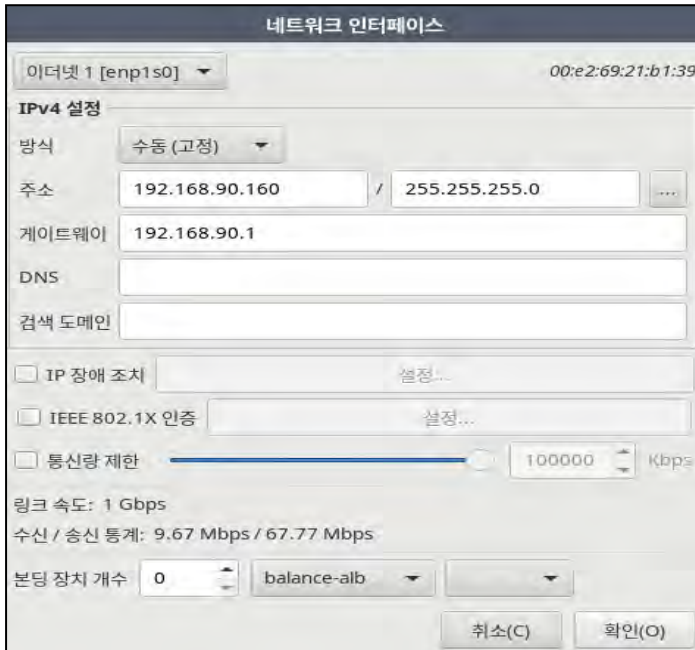 네트워크 인터페이스
이더넷 1 [enp1s0] 00:e2:69:21:b1:39
IPv4 설정
방식 수동 (고정)
주소 192.168.90.160 / 255.255.255.0 ...
게이트웨이 192.168.90.1
DNS
검색 도메인
IP 장애 조치 설정...
IEEE 802.1X 인증 설정...
통신량 제한 100000 Kbps
링크 속도: 1 Gbps
수신 / 송신 통계: 9.67 Mbps / 67.77 Mbps
본딩 장치 개수 0 balance-alb
취소(C) 확인(O)